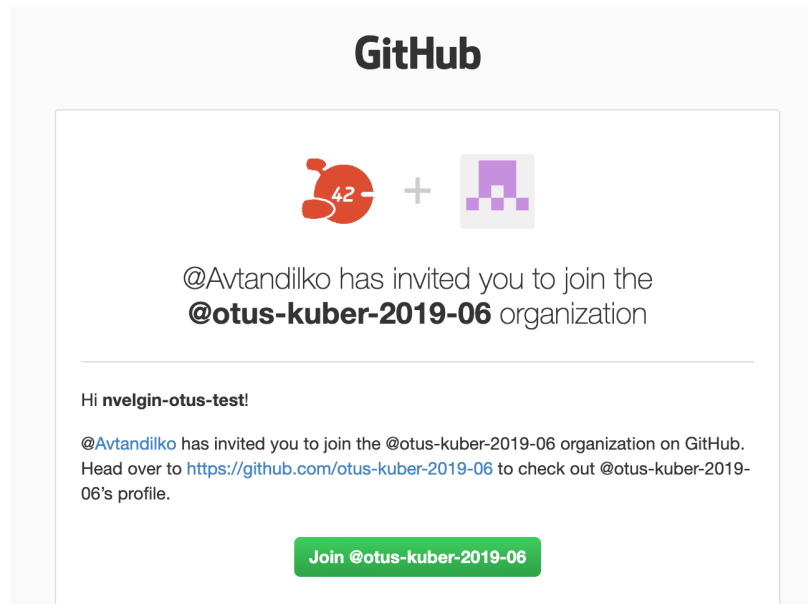 GitHub
42
@Avtandilko has invited you to join the
@otus-kuber-2019-06 organization
Hi nvelgin-otus-test!
@Avtandilko has invited you to join the @otus-kuber-2019-06 organization on GitHub.
Head over to https://github.com/otus-kuber-2019-06 to check out @otus-kuber-2019-
06’s profile.
Join @otus-kuber-2019-06